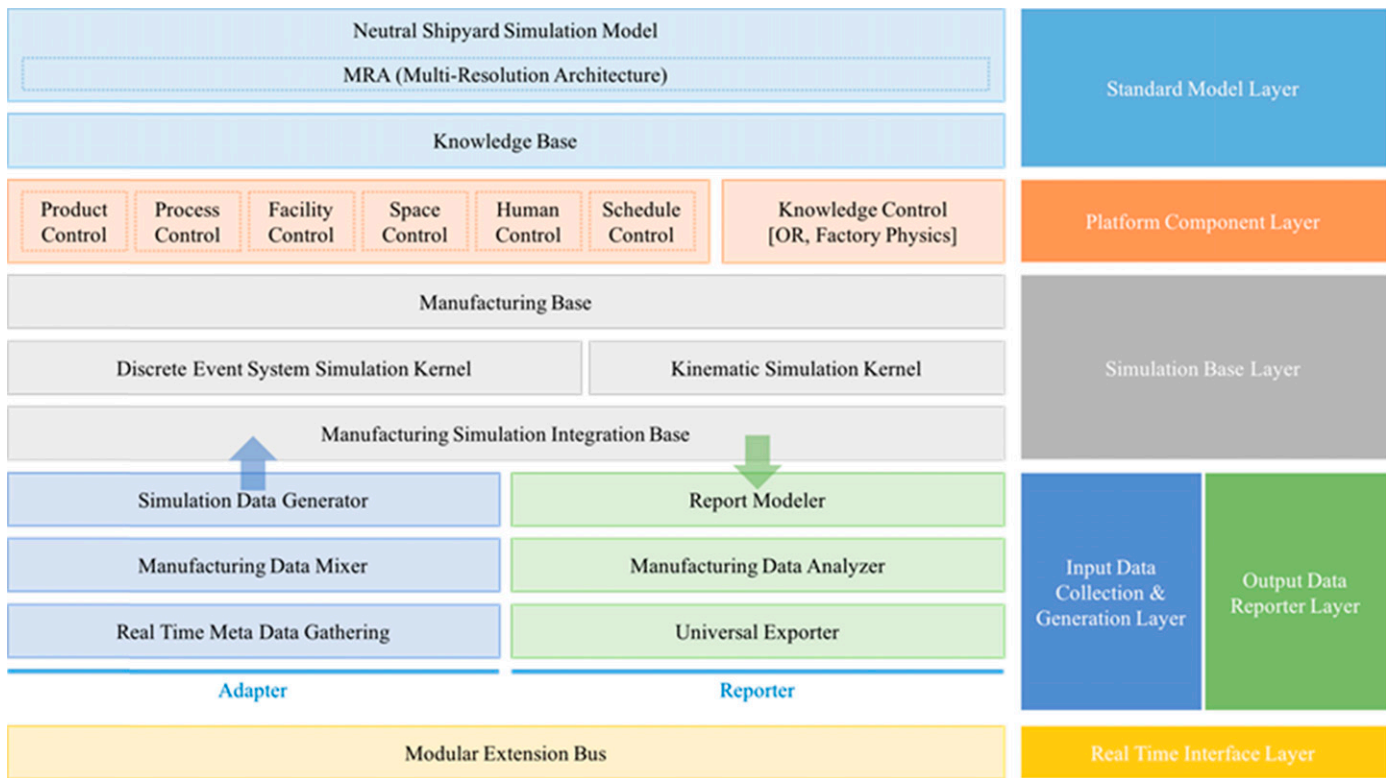 Neutral Shipyard Simulation Model
MRA (Multi-Resolution Architecture)
Standard Model Layer
Knowledge Base
Product
Control
Process
Control
Facility
Control
Space
Control
Human
Control
Schedule
Control
Knowledge Control
[OR, Factory Physics]
Platform Component Layer
Manufacturing Base
Discrete Event System Simulation Kernel
Kinematic Simulation Kernel
Simulation Base Layer
Manufacturing Simulation Integration Base
Simulation Data Generator
Report Modeler
Manufacturing Data Mixer
Manufacturing Data Analyzer
Real Time Meta Data Gathering
Universal Exporter
Input Data
Collection &
Generation Layer
Output Data
Reporter Layer
Adapter
Reporter
Modular Extension Bus
Real Time Interface Layer